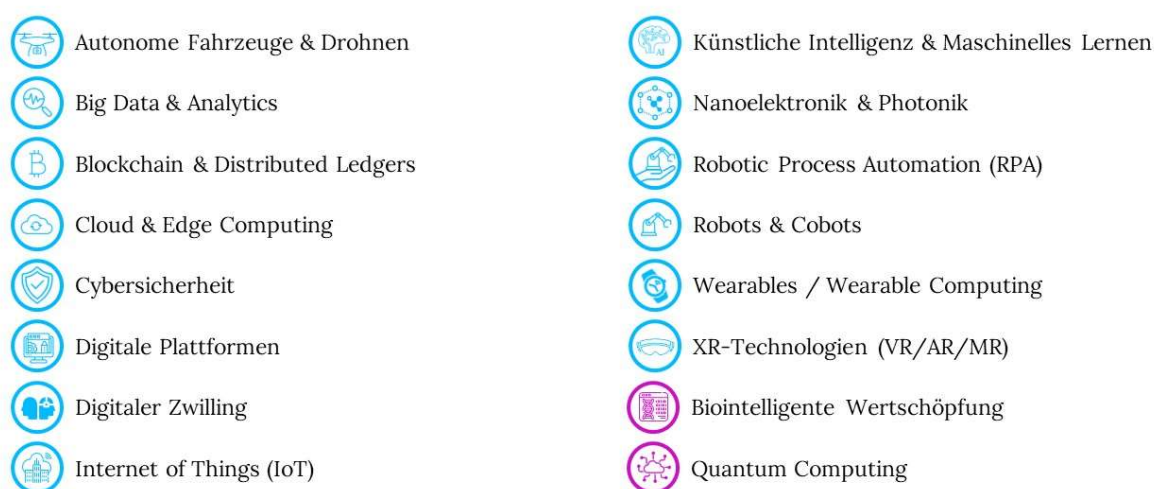 Autonome Fahrzeuge & Drohnen
Big Data & Analytics
Blockchain & Distributed Ledgers
Cloud & Edge Computing
Cybersicherheit
Digitale Plattformen
Digitaler Zwilling
Internet of Things (IoT)
AI
Künstliche Intelligenz & Maschinelles Lernen
Nanoelektronik & Photonik
Robotic Process Automation (RPA)
Robots & Cobots
Wearables / Wearable Computing
XR-Technologien (VR/AR/MR)
Biointelligente Wertschöpfung
Quantum Computing